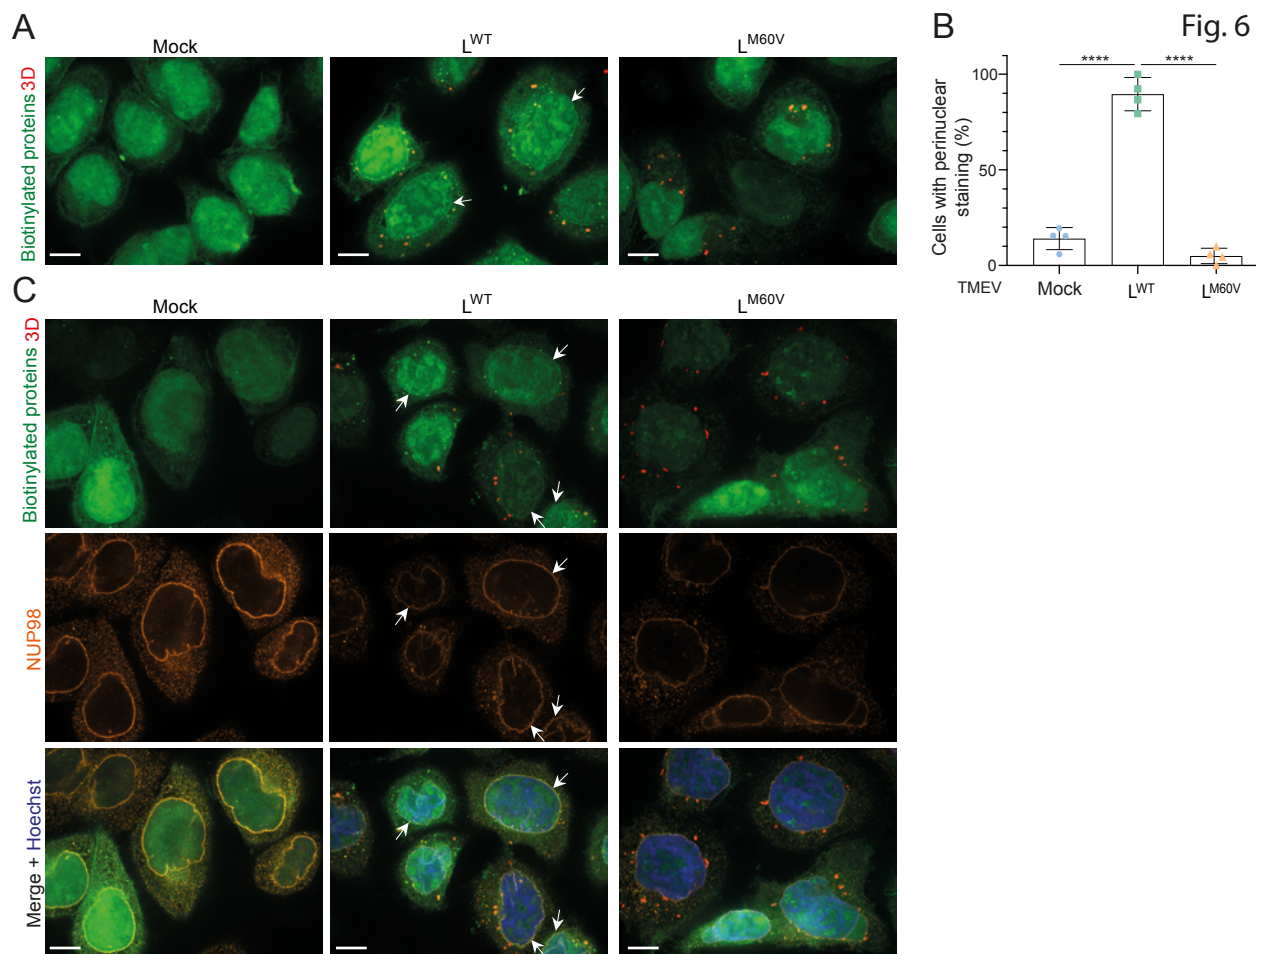 A
Mock
L^WT
L^M60V
Biotinylated proteins 3D
B
Fig. 6
****
****
Cells with perinuclear
staining (%)
100
50
0
TMEV
Mock
L^WT
L^M60V
C
Mock
L^WT
L^M60V
Biotinylated proteins 3D
NUP98
Merge + Hoechst